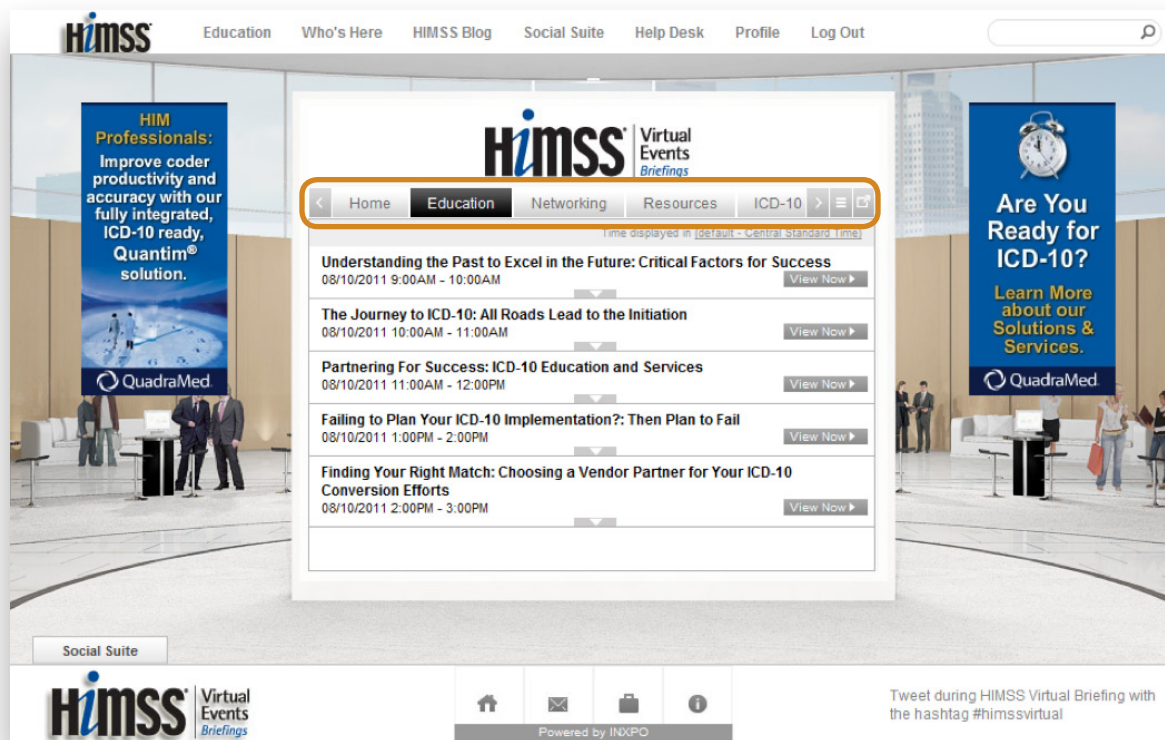 HIMSS
Education Who's Here HIMSS Blog Social Suite Help Desk Profile Log Out
HIM
Professionals:
Improve coder
productivity and
accuracy with our
fully integrated,
ICD-10 ready,
Quantim®
solution.
QuadraMed.
HIMSS Virtual
Events
Briefings
Home Education Networking Resources ICD-10
Time displayed in [default - Central Standard Time]
Understanding the Past to Excel in the Future: Critical Factors for Success
08/10/2011 9:00AM - 10:00AM View Now
The Journey to ICD-10: All Roads Lead to the Initiation
08/10/2011 10:00AM - 11:00AM View Now
Partnering For Success: ICD-10 Education and Services
08/10/2011 11:00AM - 12:00PM View Now
Failing to Plan Your ICD-10 Implementation?: Then Plan to Fail
08/10/2011 1:00PM - 2:00PM View Now
Finding Your Right Match: Choosing a Vendor Partner for Your ICD-10
Conversion Efforts
08/10/2011 2:00PM - 3:00PM View Now
Are You
Ready for
ICD-10?
Learn More
about our
Solutions &
Services.
QuadraMed.
Social Suite
HIMSS Virtual
Events
Briefings
Powered by INXPO
Tweet during HIMSS Virtual Briefing with
the hashtag #himssvirtual